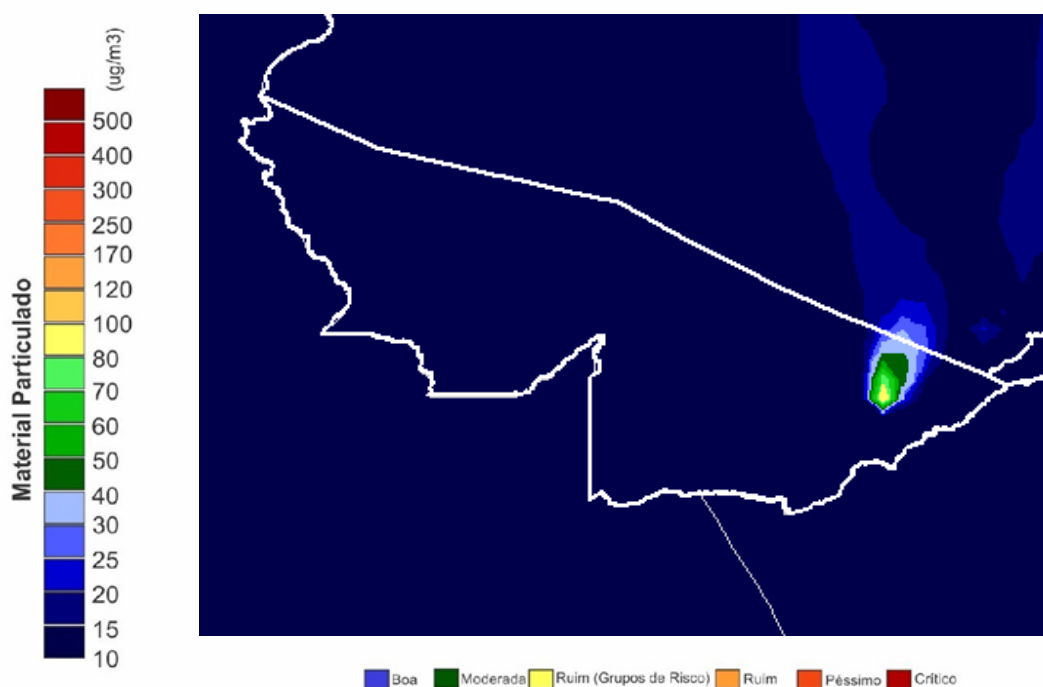 (ug/m3)
Material Particulado
500
400
300
250
170
120
100
80
70
60
50
40
30
25
20
15
10
Boa
Moderada
Ruim (Grupos de Risco)
Ruim
Péssimo
Crítico